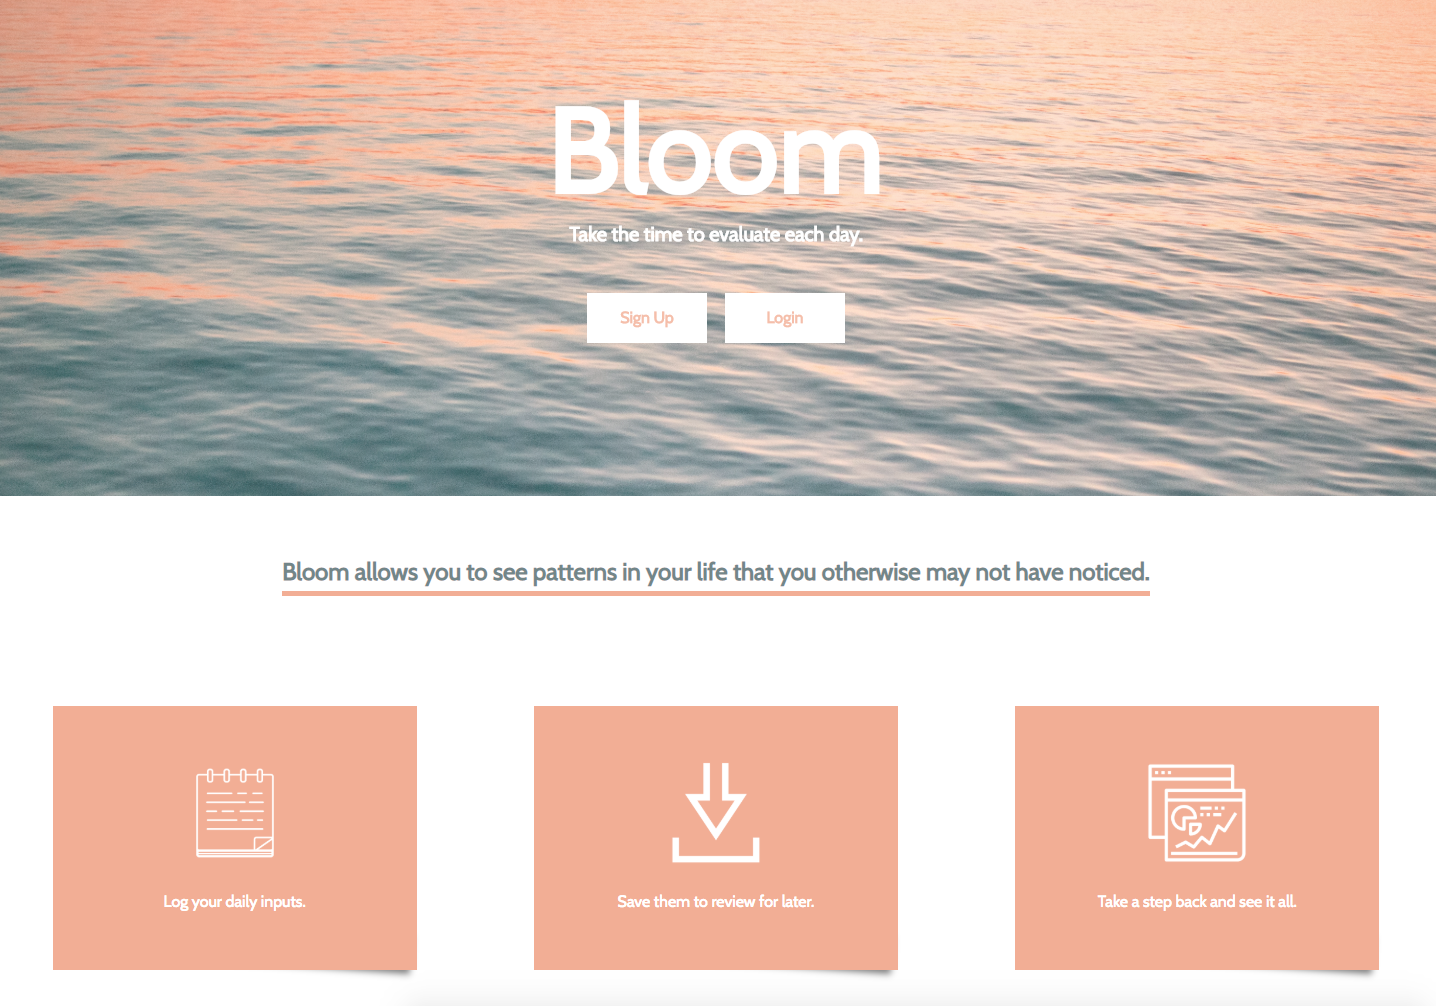 Bloom
Take the time to evaluate each day.
Sign Up
Login
Bloom allows you to see patterns in your life that you otherwise may not have noticed.
Log your daily inputs.
Save them to review for later.
Take a step back and see it all.